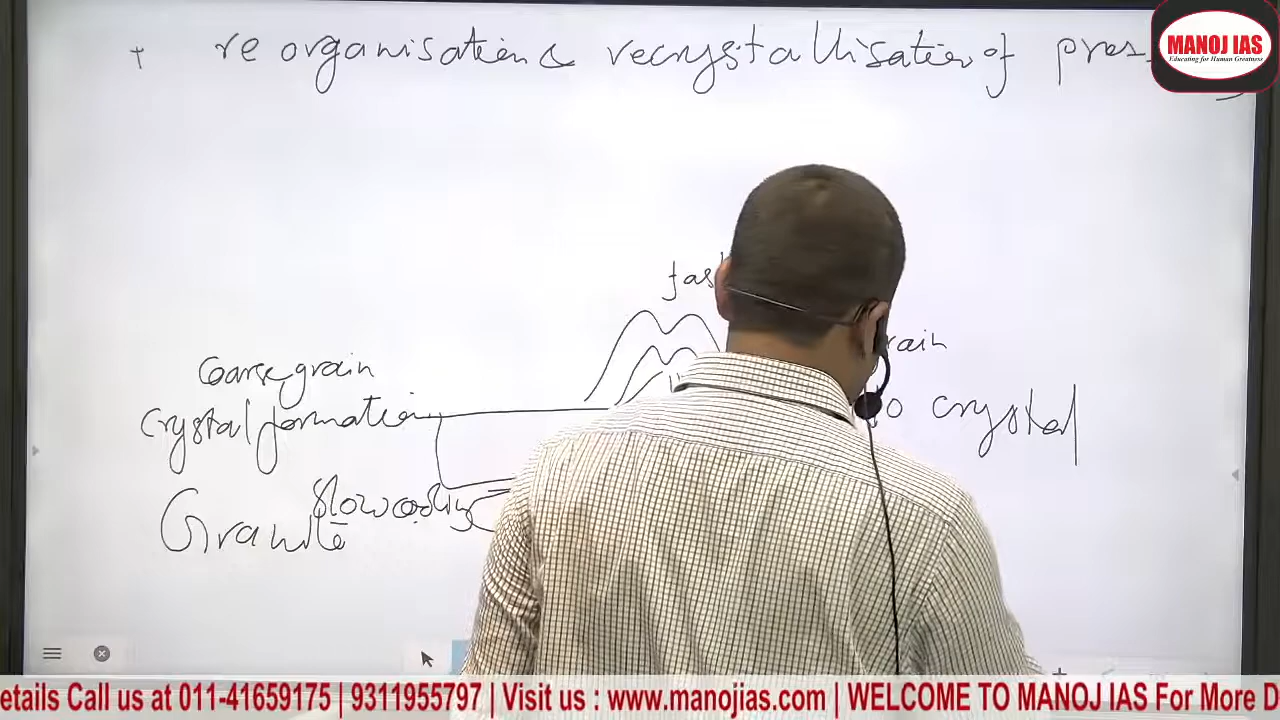 + re organisation & recrystallisation of pres
MANOJ IAS
Educating for Human Greatness
fas
rain
Coarse grain
Crystal formation
o crystal
Slow cooling
Granite
etails Call us at 011-41659175 | 9311955797 | Visit us : www.manojias.com | WELCOME TO MANOJ IAS For More D